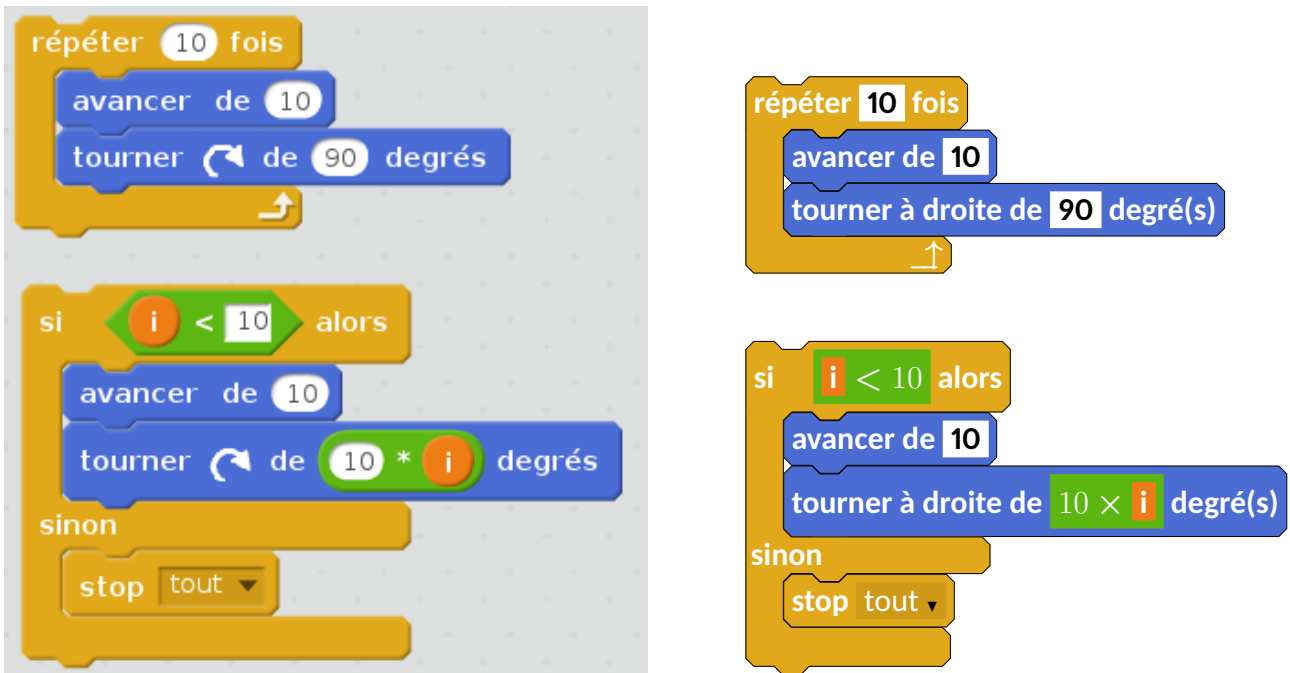 répéter 10 fois
avancer de 10
tourner de 90 degrés
si i < 10 alors
avancer de 10
tourner de 10 * i degrés
sinon
stop tout
répéter 10 fois
avancer de 10
tourner à droite de 90 degré(s)
si i < 10 alors
avancer de 10
tourner à droite de 10 × i degré(s)
sinon
stop tout